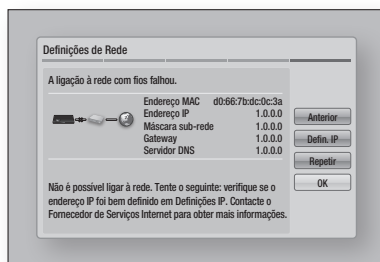 Definições de Rede
A ligação à rede com fios falhou.
Endereço MAC d0:66:7b:dc:0c:3a
Endereço IP 1.0.0.0
Máscara sub-rede 1.0.0.0
Gateway 1.0.0.0
Servidor DNS 1.0.0.0
Anterior
Defin. IP
Repetir
OK
Não é possível ligar à rede. Tente o seguinte: verifique se o
endereço IP foi bem definido em Definições IP. Contacte o
Fornecedor de Serviços Internet para obter mais informações.